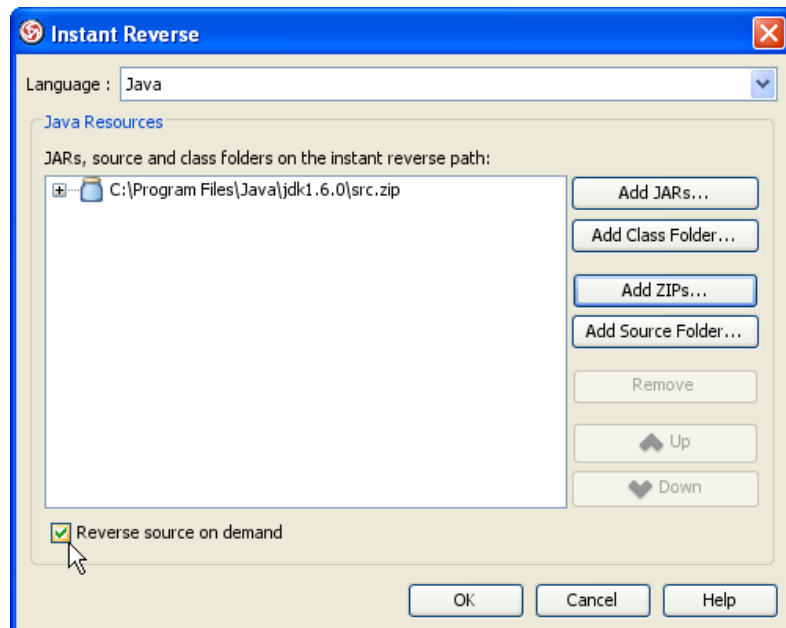 Instant Reverse
Language : Java
Java Resources
JARs, source and class folders on the instant reverse path:
C:\Program Files\Java\jdk1.6.0\src.zip
Add JARs...
Add Class Folder...
Add ZIPs...
Add Source Folder...
Remove
Up
Down
Reverse source on demand
OK Cancel Help